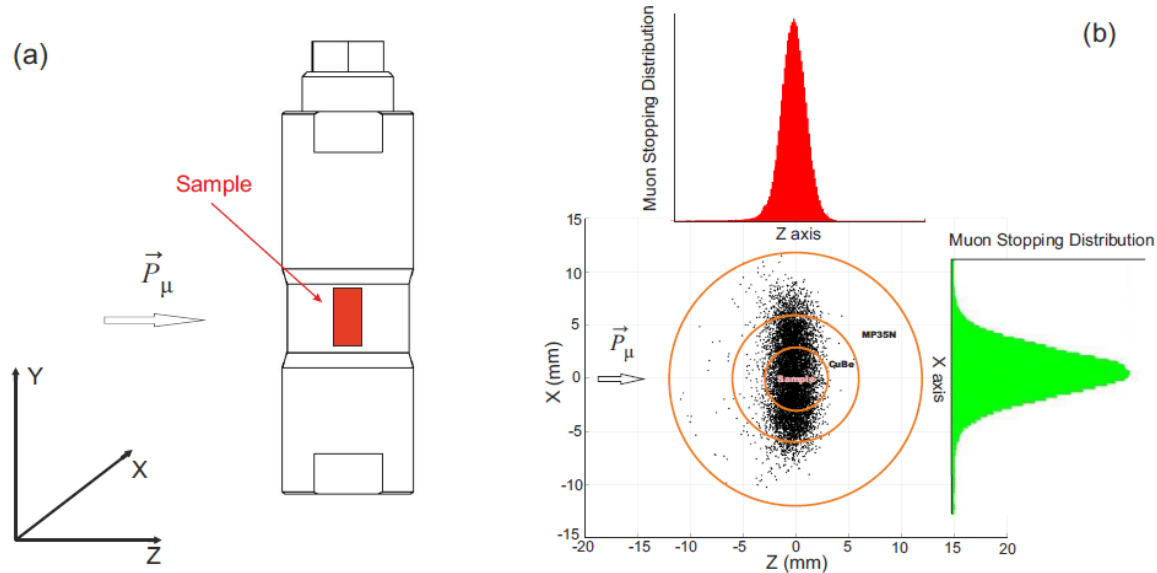 (a)
Sample
P⃗μ
Y
X
Z
(b)
Muon Stopping Distribution
Z axis
Muon Stopping Distribution
X axis
P⃗μ
MP35N
CuBe
Sample
X (mm)
15
10
5
0
-5
-10
-15
-20 -15 -10 -5 0 5 10 15 20
Z (mm)